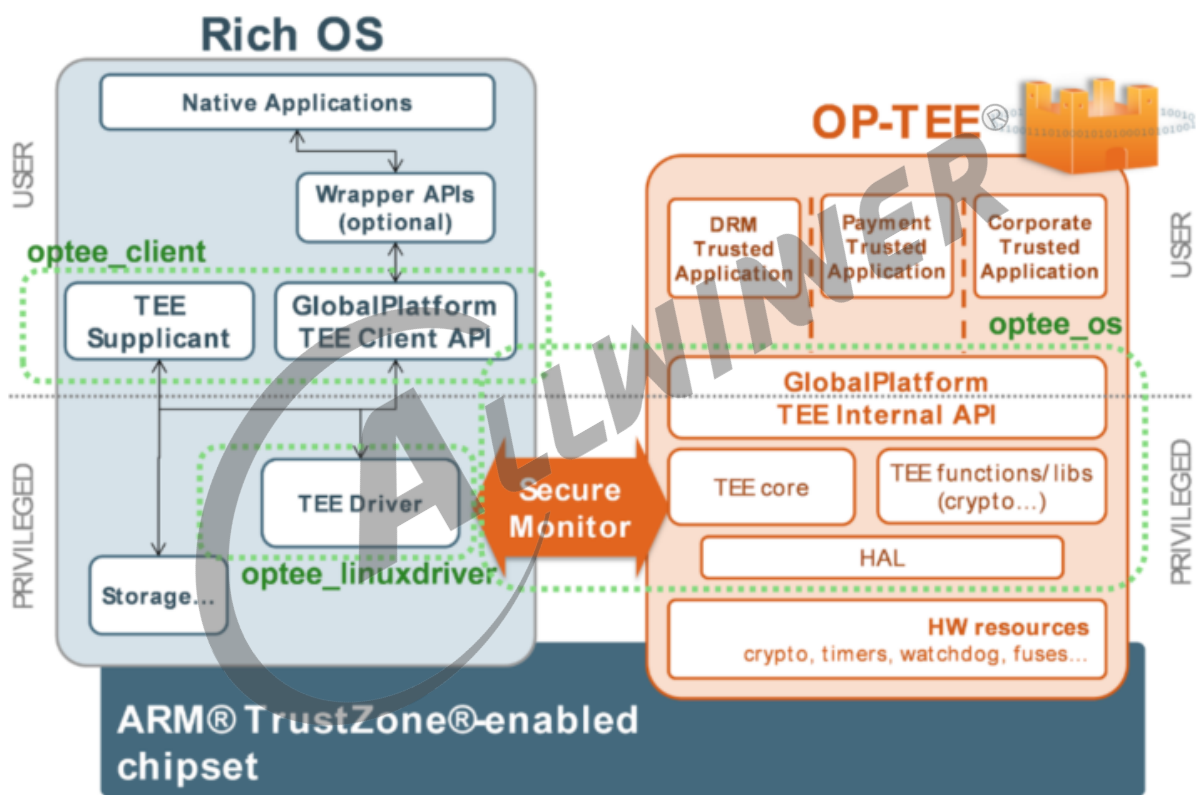 Rich OS
Native Applications
Wrapper APIs
(optional)
optee_client
TEE
Supplicant
GlobalPlatform
TEE Client API
TEE Driver
optee_linuxdriver
Storage...
USER
PRIVILEGED
Secure
Monitor
OP-TEE®
DRM
Trusted
Application
Payment
Trusted
Application
Corporate
Trusted
Application
optee_os
GlobalPlatform
TEE Internal API
TEE core
TEE functions/libs
(crypto...)
HAL
HW resources
crypto, timers, watchdog, fuses...
USER
PRIVILEGED
ARM® TrustZone®-enabled
chipset
ALLWINNER